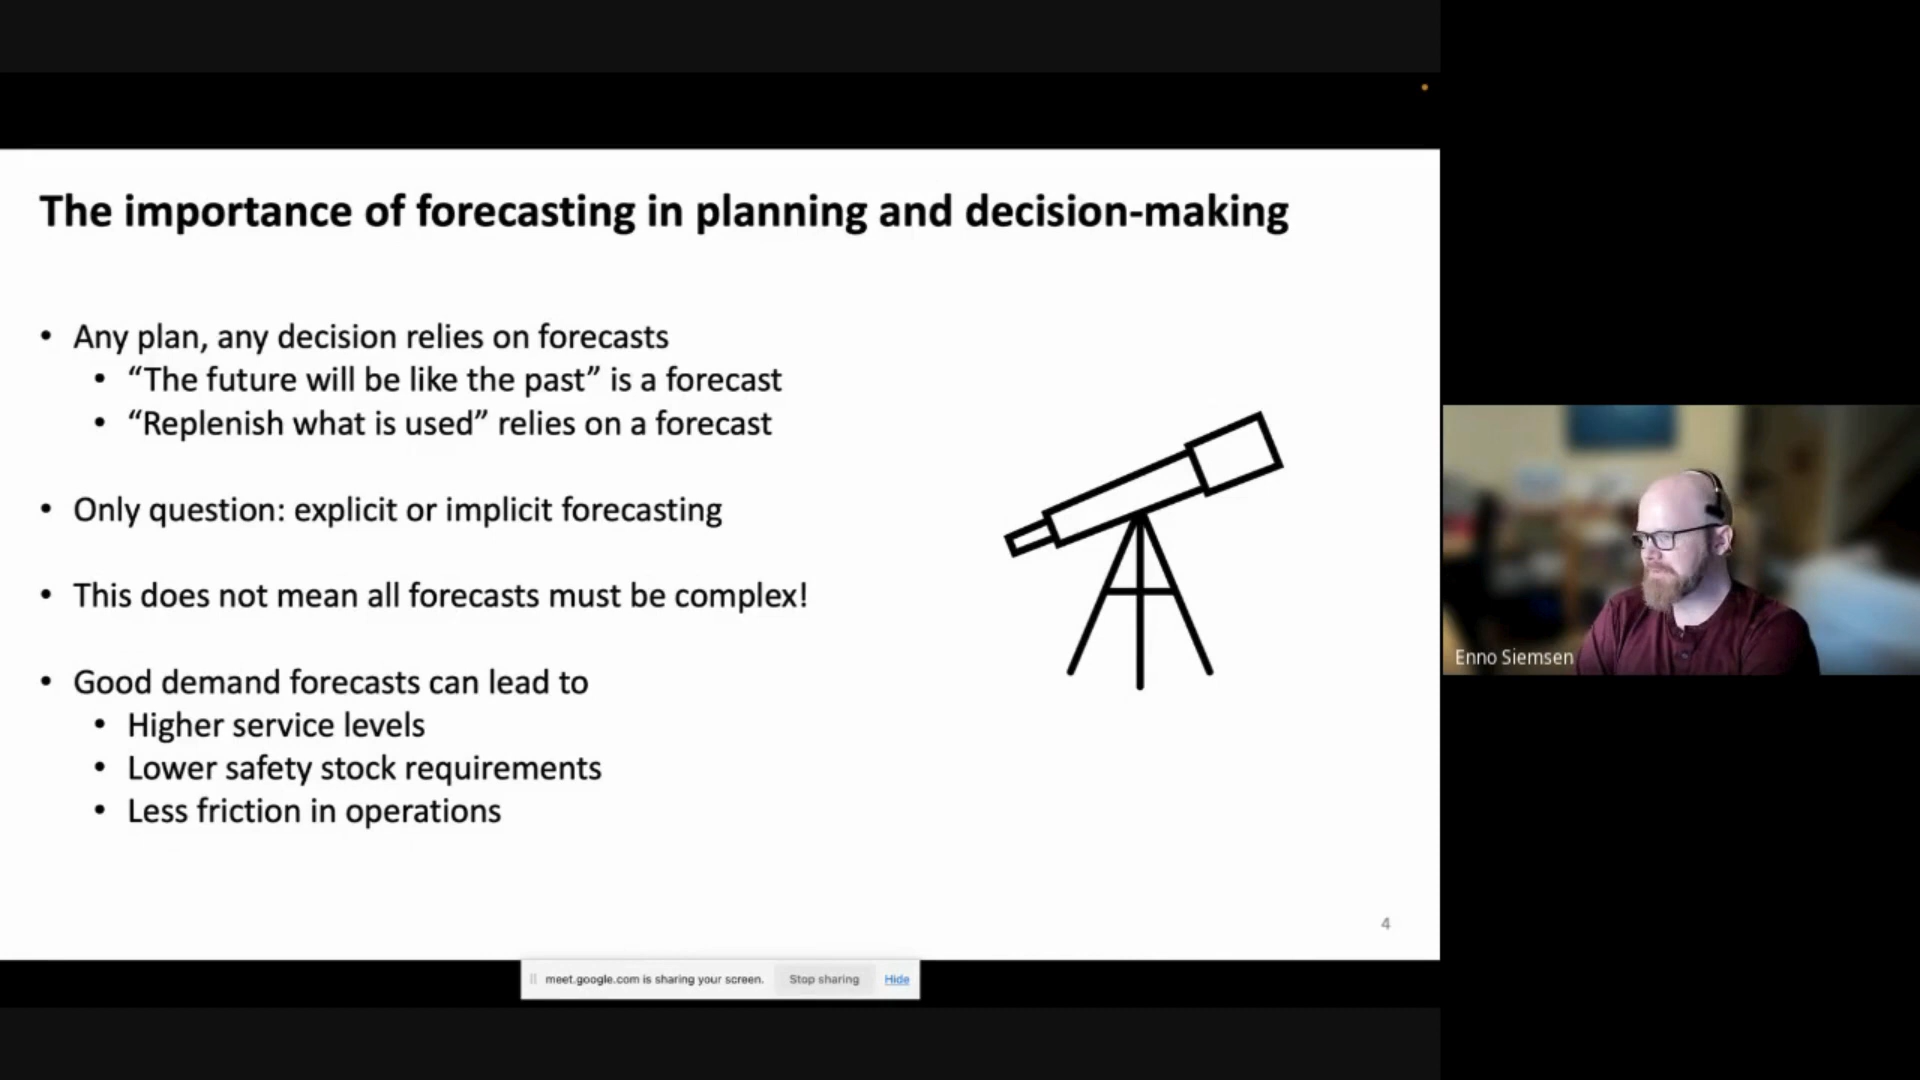 The importance of forecasting in planning and decision-making
• Any plan, any decision relies on forecasts
• “The future will be like the past” is a forecast
• “Replenish what is used” relies on a forecast
• Only question: explicit or implicit forecasting
• This does not mean all forecasts must be complex!
• Good demand forecasts can lead to
• Higher service levels
• Lower safety stock requirements
• Less friction in operations
4
Enno Siemsen
meet.google.com is sharing your screen. Stop sharing Hide